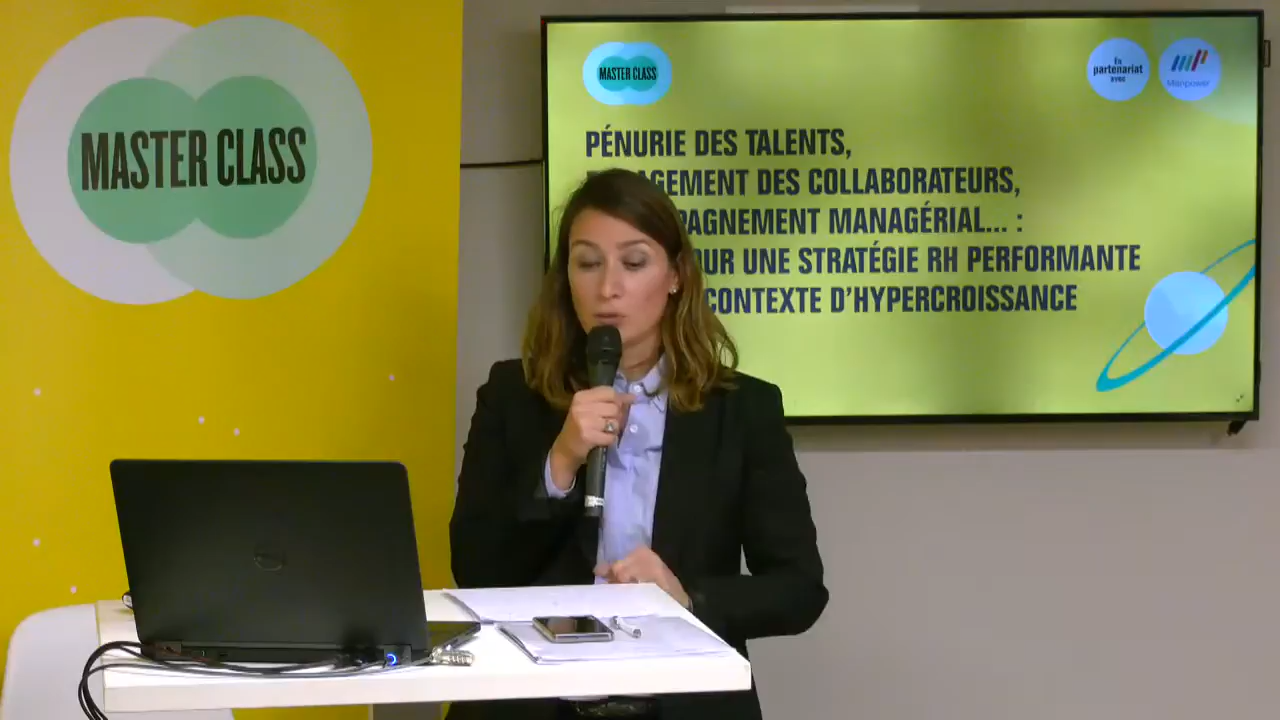 MASTER CLASS
MASTER CLASS
En
partenariat
avec
Manpower
PÉNURIE DES TALENTS,
GEMENT DES COLLABORATEURS,
PAGNEMENT MANAGÉRIAL... :
UR UNE STRATÉGIE RH PERFORMANTE
CONTEXTE D'HYPERCROISSANCE